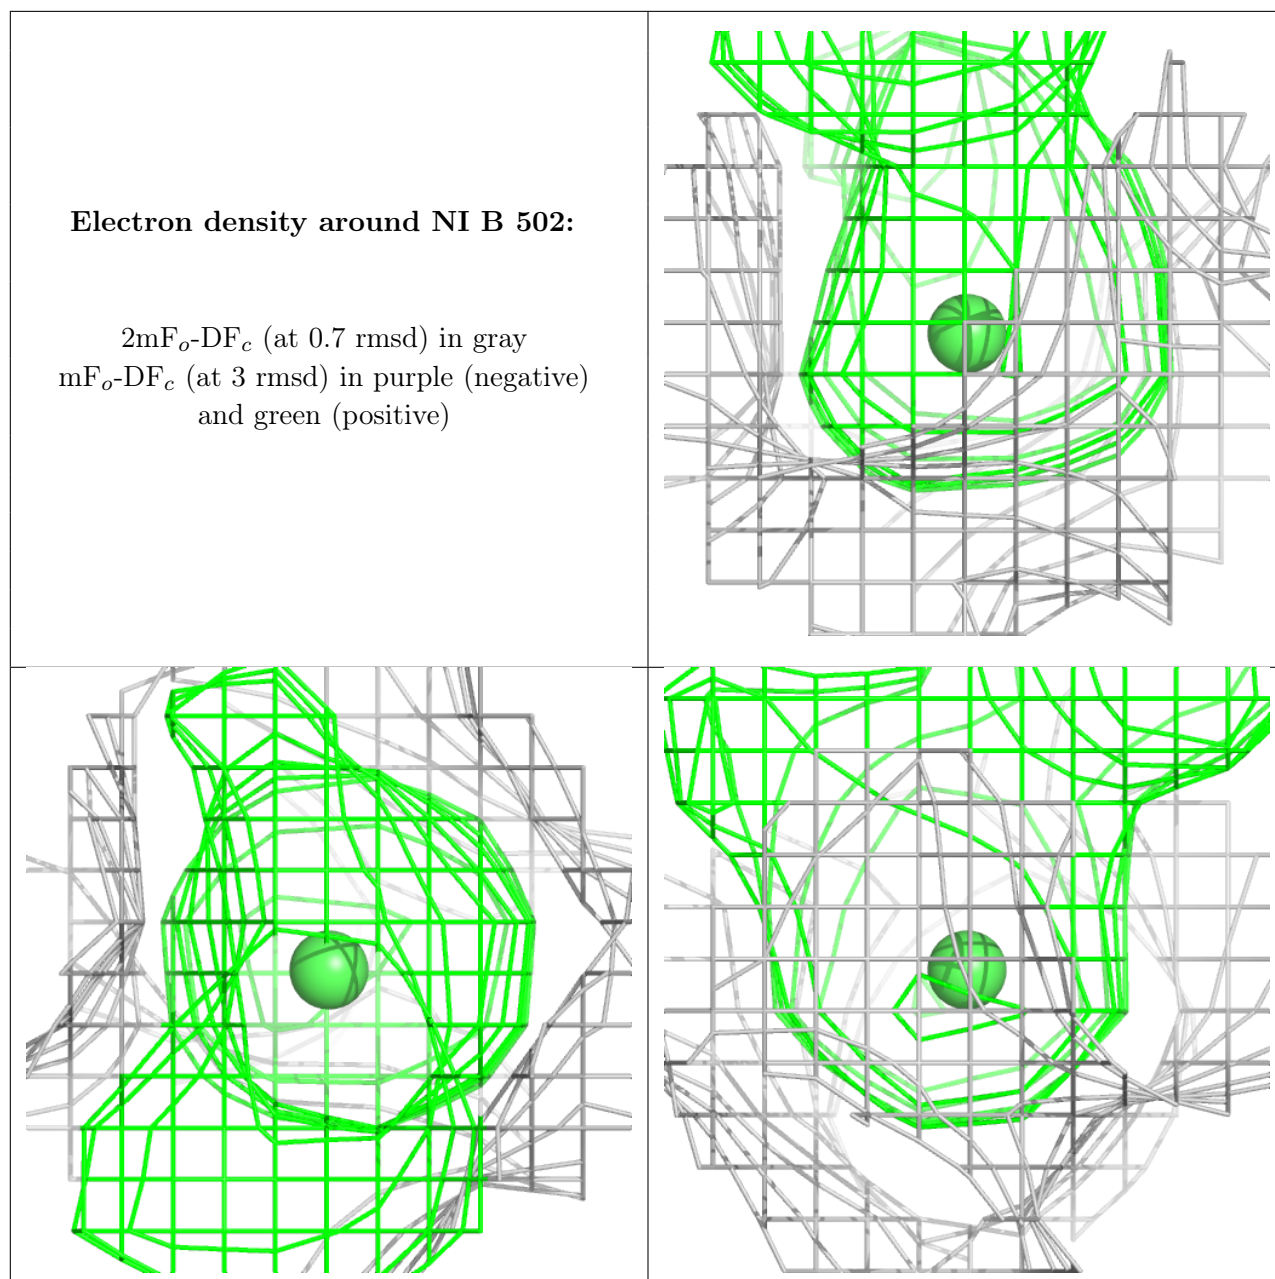 Electron density around NI B 502:
2mFo-DFc (at 0.7 rmsd) in gray
mFo-DFc (at 3 rmsd) in purple (negative)
and green (positive)